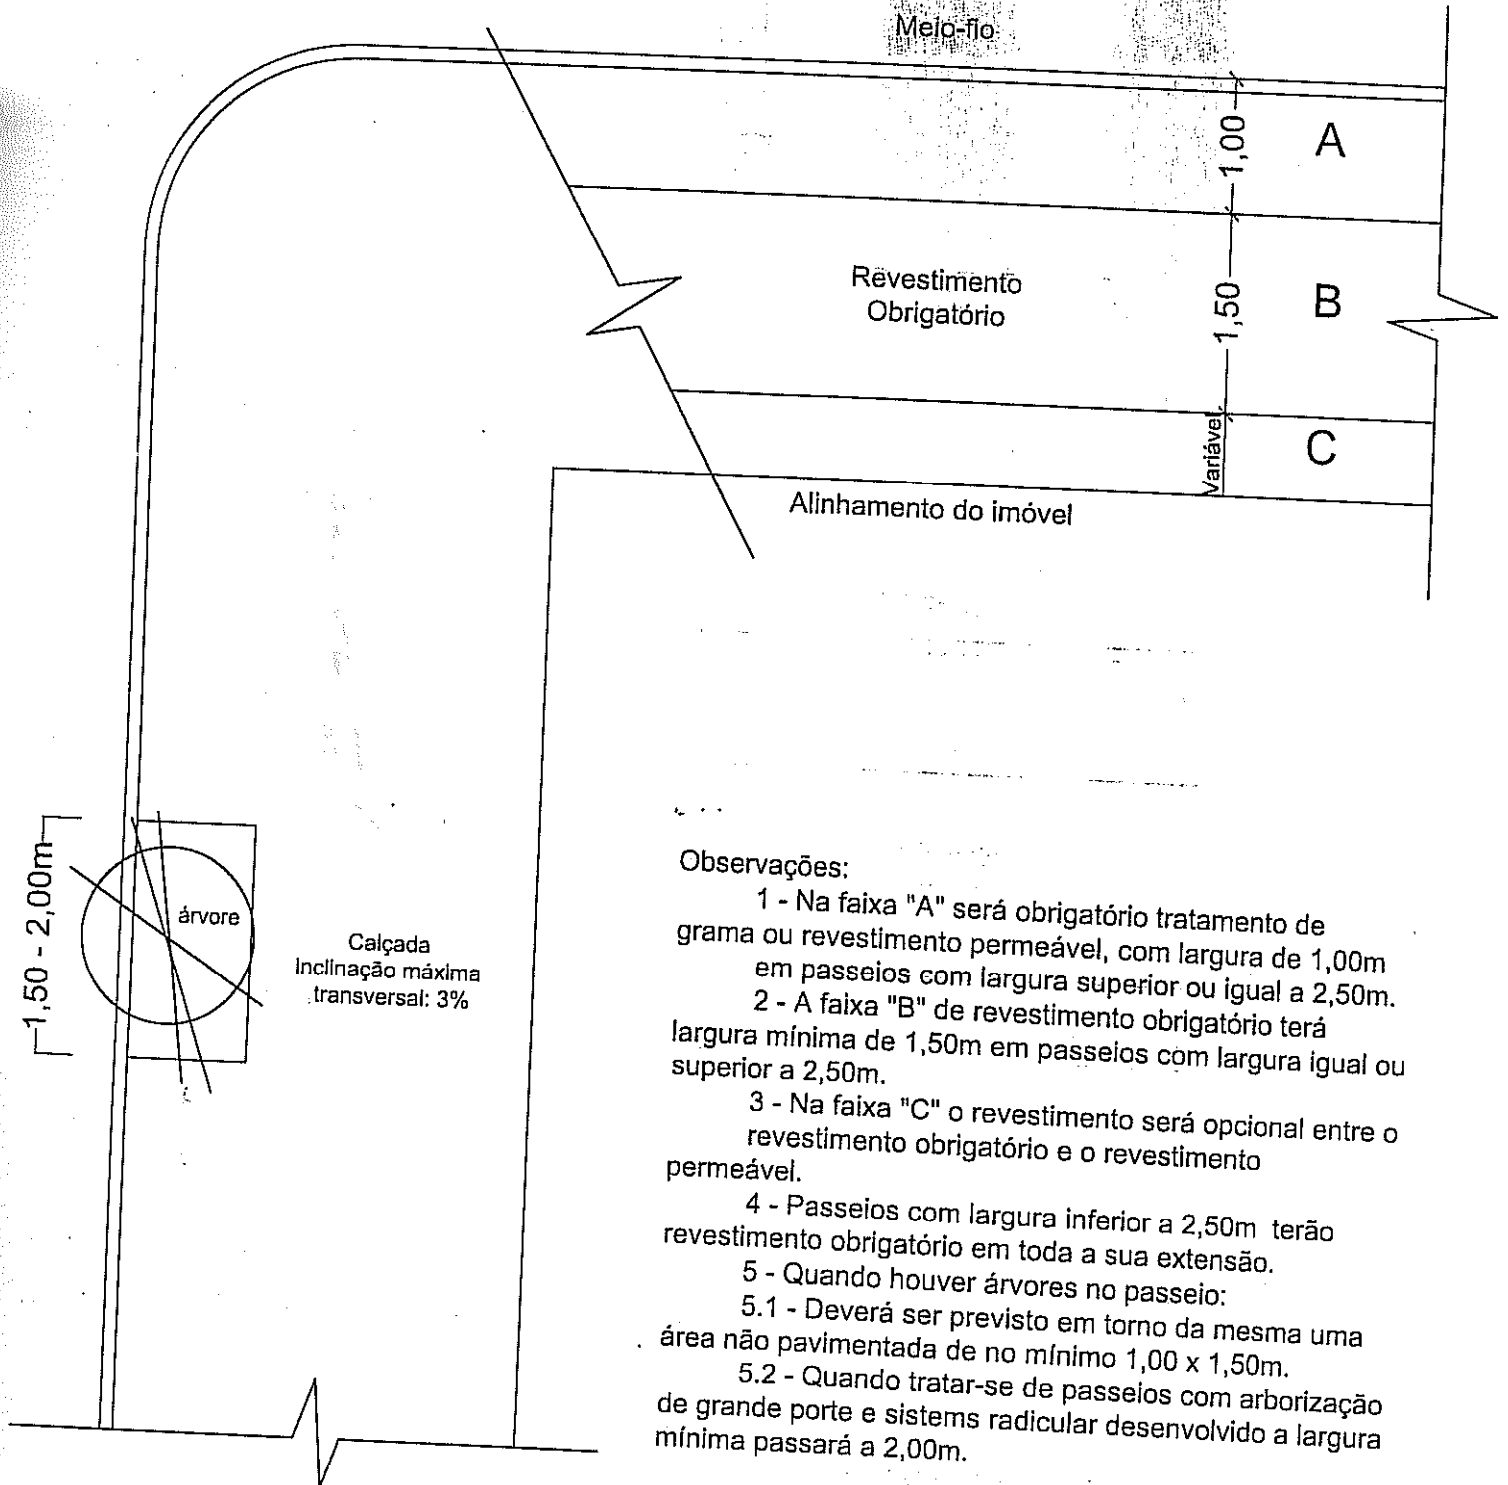 Meio-fio
1,00
A
Revestimento
Obrigatório
1,50
B
Variável
C
Alinhamento do imóvel
1,50 - 2,00m
árvore
Calçada
Inclinação máxima
transversal: 3%
Observações:
1 - Na faixa "A" será obrigatório tratamento de
grama ou revestimento permeável, com largura de 1,00m
em passeios com largura superior ou igual a 2,50m.
2 - A faixa "B" de revestimento obrigatório terá
largura mínima de 1,50m em passeios com largura igual ou
superior a 2,50m.
3 - Na faixa "C" o revestimento será opcional entre o
revestimento obrigatório e o revestimento
permeável.
4 - Passeios com largura inferior a 2,50m terão
revestimento obrigatório em toda a sua extensão.
5 - Quando houver árvores no passeio:
5.1 - Deverá ser previsto em torno da mesma uma
área não pavimentada de no mínimo 1,00 x 1,50m.
5.2 - Quando tratar-se de passeios com arborização
de grande porte e sistems radicular desenvolvido a largura
mínima passará a 2,00m.